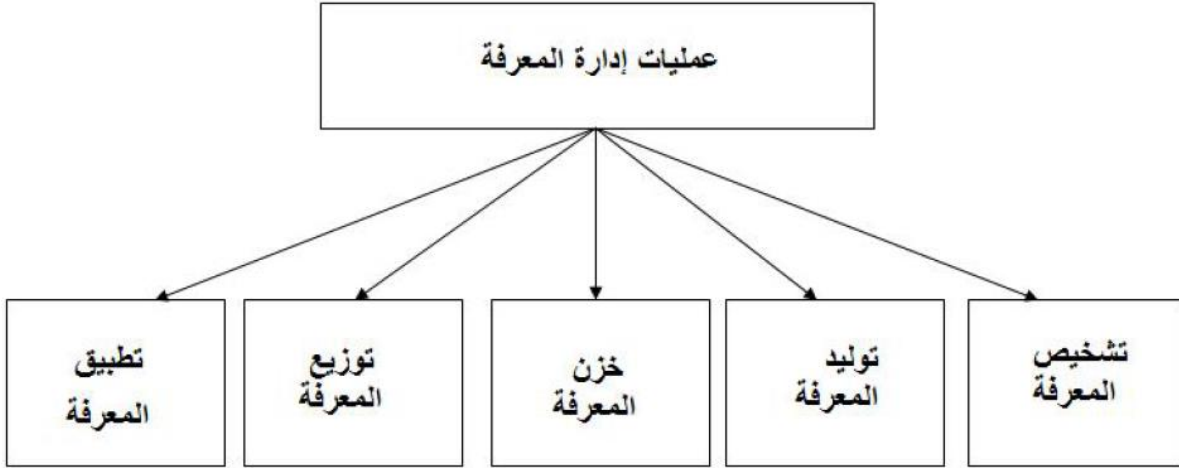 عمليات إدارة المعرفة
تشخيص
المعرفة
توليد
المعرفة
خزن
المعرفة
توزيع
المعرفة
تطبيق
المعرفة